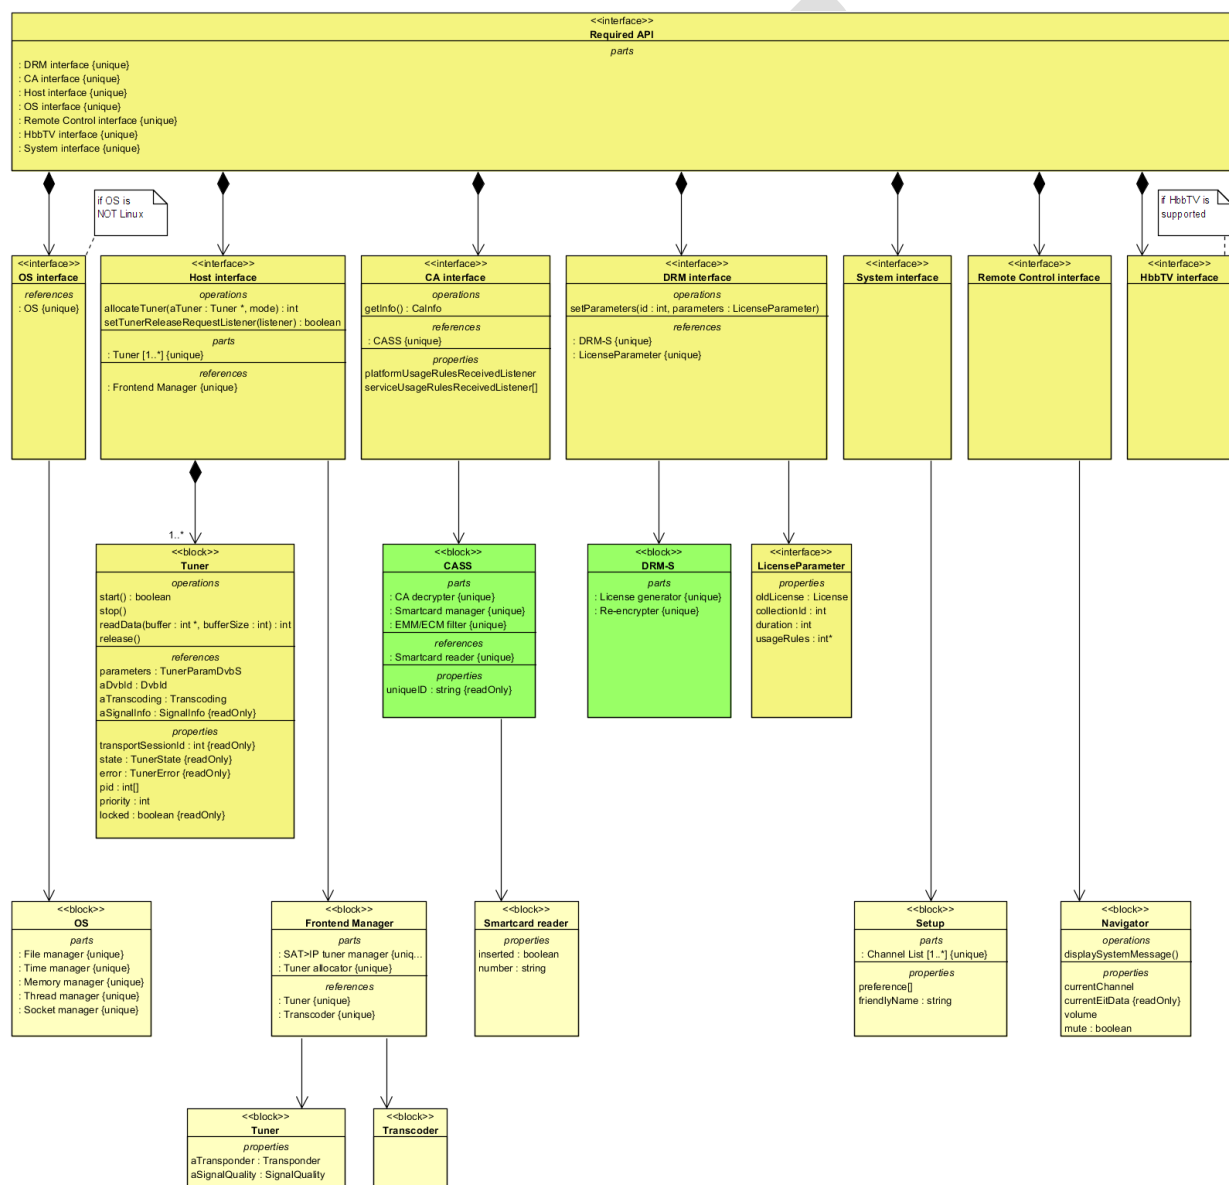 <<interface>>
Required API
parts
: DRM interface {unique}
: CA interface {unique}
: Host interface {unique}
: OS interface {unique}
: Remote Control interface {unique}
: HbbTV interface {unique}
: System interface {unique}
if OS is
NOT Linux
if HbbTV is
supported
<<interface>>
OS interface
references
: OS {unique}
<<interface>>
Host interface
operations
allocateTuner(aTuner : Tuner *, mode) : int
setTunerReleaseRequestListener(listener) : boolean
parts
: Tuner [1..*] {unique}
references
: Frontend Manager {unique}
<<interface>>
CA interface
operations
getInfo() : CaInfo
references
: CASS {unique}
properties
platformUsageRulesReceivedListener
serviceUsageRulesReceivedListener[]
<<interface>>
DRM interface
operations
setParameters(id : int, parameters : LicenseParameter)
references
: DRM-S {unique}
: LicenseParameter {unique}
<<interface>>
System interface
<<interface>>
Remote Control interface
<<interface>>
HbbTV interface
1..*
<<block>>
Tuner
operations
start() : boolean
stop()
readData(buffer : int *, bufferSize : int) : int
release()
references
parameters : TunerParamDvbS
aDvbId : DvbId
aTranscoding : Transcoding
aSignalInfo : SignalInfo {readOnly}
properties
transportSessionId : int {readOnly}
state : TunerState {readOnly}
error : TunerError {readOnly}
pid : int[]
priority : int
locked : boolean {readOnly}
<<block>>
CASS
parts
: CA decrypter {unique}
: Smartcard manager {unique}
: EMM/ECM filter {unique}
references
: Smartcard reader {unique}
properties
uniqueID : string {readOnly}
<<block>>
DRM-S
parts
: License generator {unique}
: Re-encrypter {unique}
<<interface>>
LicenseParameter
properties
oldLicense : License
collectionId : int
duration : int
usageRules : int*
<<block>>
OS
parts
: File manager {unique}
: Time manager {unique}
: Memory manager {unique}
: Thread manager {unique}
: Socket manager {unique}
<<block>>
Frontend Manager
parts
: SAT>IP tuner manager {uniq...
: Tuner allocator {unique}
references
: Tuner {unique}
: Transcoder {unique}
<<block>>
Smartcard reader
properties
inserted : boolean
number : string
<<block>>
Setup
parts
: Channel List [1..*] {unique}
properties
preference[]
friendlyName : string
<<block>>
Navigator
operations
displaySystemMessage()
properties
currentChannel
currentEitData {readOnly}
volume
mute : boolean
<<block>>
Tuner
properties
aTransponder : Transponder
aSignalQuality : SignalQuality
<<block>>
Transcoder